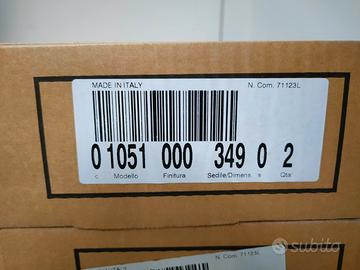 MADE IN ITALY N. Com. 71123L
0 1051 000 349 0 2
c Modello Finitura Sedile/Dimens. s Qta
subito